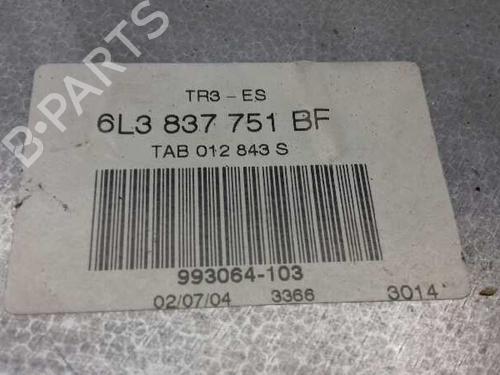 B-PARTS
TR3-ES
6L3 837 751 BF
TAB 012 843 S
993064-103
02/07/04 3366 3014